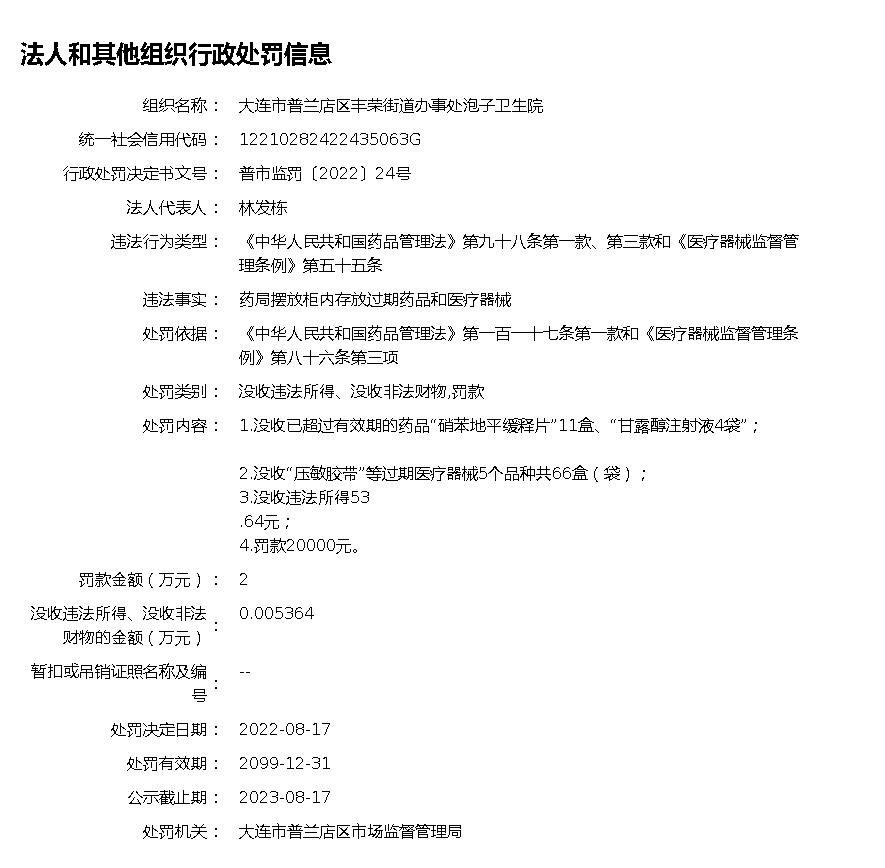 法人和其他组织行政处罚信息
组织名称： 大连市普兰店区丰荣街道办事处泡子卫生院
统一社会信用代码： 12210282422435063G
行政处罚决定书文号： 普市监罚〔2022〕24号
法人代表人： 林发栋
违法行为类型： 《中华人民共和国药品管理法》第九十八条第一款、第三款和《医疗器械监督管
理条例》第五十五条
违法事实： 药局摆放柜内存放过期药品和医疗器械
处罚依据： 《中华人民共和国药品管理法》第一百一十七条第一款和《医疗器械监督管理条
例》第八十六条第三项
处罚类别： 没收违法所得、没收非法财物,罚款
处罚内容： 1.没收已超过有效期的药品“硝苯地平缓释片”11盒、“甘露醇注射液4袋”；
2.没收“压敏胶带”等过期医疗器械5个品种共66盒（袋）；
3.没收违法所得53
.64元；
4.罚款20000元。
罚款金额（万元）： 2
没收违法所得、没收非法
财物的金额（万元）： 0.005364
暂扣或吊销证照名称及编
号： --
处罚决定日期： 2022-08-17
处罚有效期： 2099-12-31
公示截止期： 2023-08-17
处罚机关： 大连市普兰店区市场监督管理局